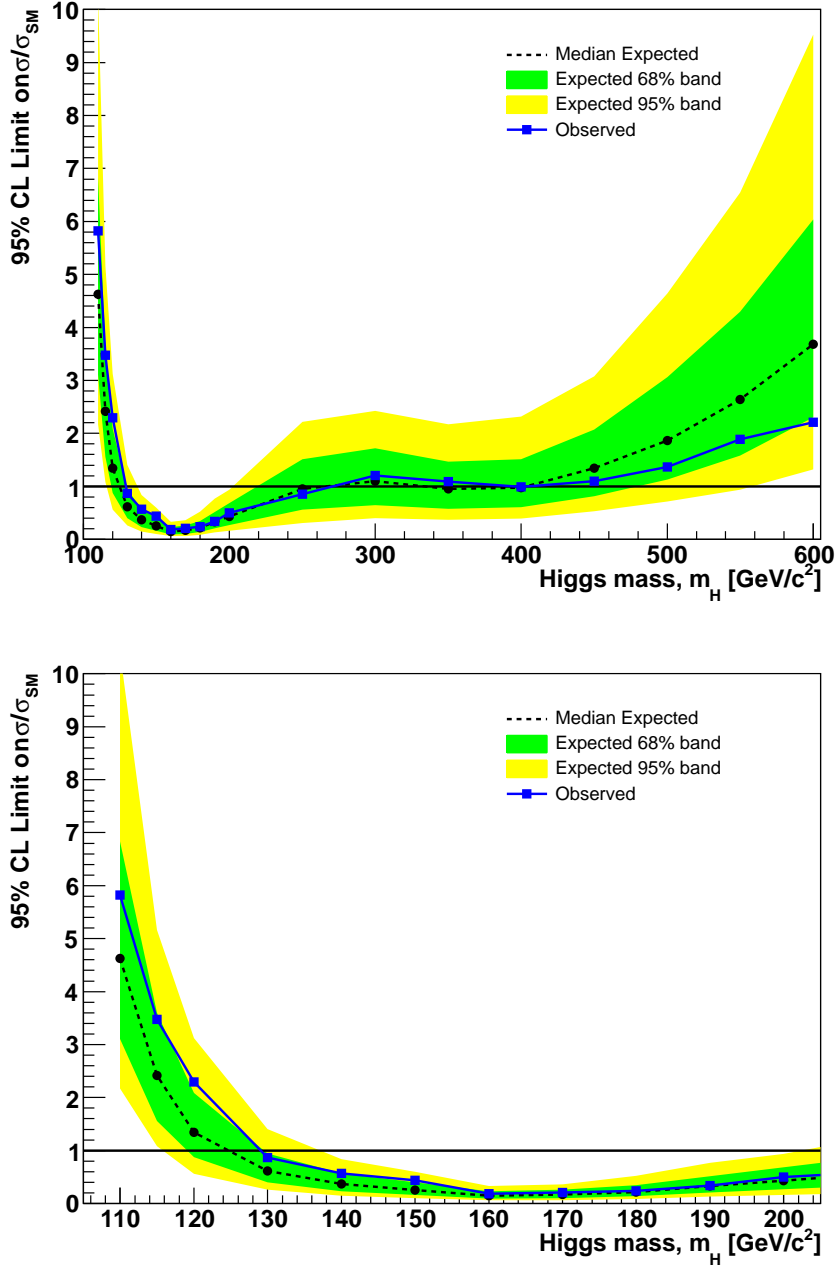 95% CL Limit on σ/σSM
10
9
8
7
6
5
4
3
2
1
0
Median Expected
Expected 68% band
Expected 95% band
Observed
100 200 300 400 500 600
Higgs mass, mH [GeV/c2]
95% CL Limit on σ/σSM
10
9
8
7
6
5
4
3
2
1
0
Median Expected
Expected 68% band
Expected 95% band
Observed
110 120 130 140 150 160 170 180 190 200
Higgs mass, mH [GeV/c2]